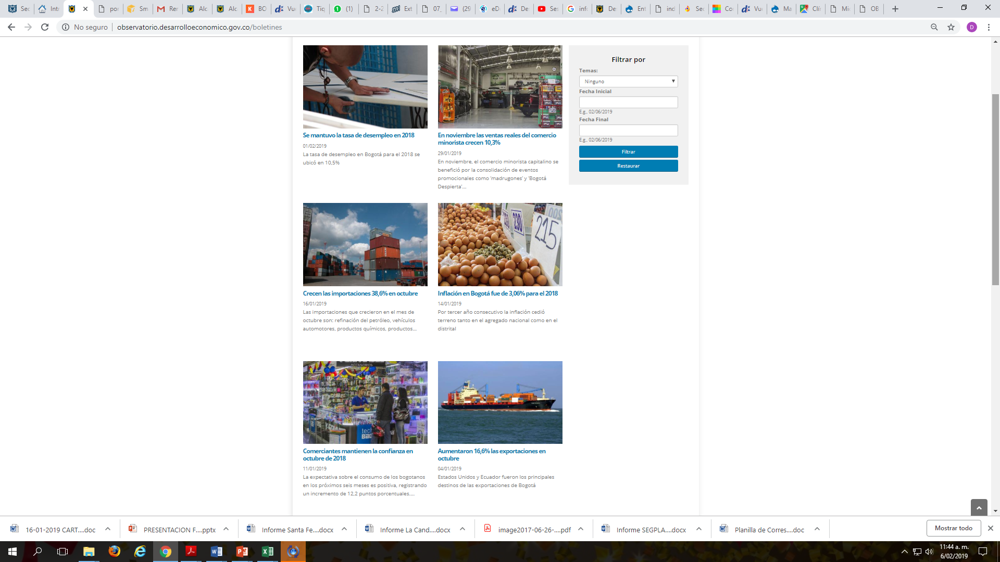 Sec
Intr
por
Sm
Rer
Alc
Alc
BO
Vue
Tiq
(1)
2-2
Ext
07_
(29
eD
De
Ses
info
De
Ent
ind
Sec
Co
Vue
Ma
Clír
Mic
OB
No seguro
observatorio.desarrolloeconomico.gov.co/boletines
D
Se mantuvo la tasa de desempleo en 2018
01/02/2019
La tasa de desempleo en Bogotá para el 2018 se
ubicó en 10,5%
En noviembre las ventas reales del comercio
minorista crecen 10,3%
29/01/2019
En noviembre, el comercio minorista capitalino se
benefició por la consolidación de eventos
promocionales como ‘madrugones’ y ‘Bogotá
Despierta’...
Filtrar por
Temas:
Ninguno
Fecha Inicial
E.g., 02/06/2019
Fecha Final
E.g., 02/06/2019
Filtrar
Restaurar
230
215
Crecen las importaciones 38,6% en octubre
16/01/2019
Las importaciones que crecieron en el mes de
octubre son: refinación del petróleo, vehículos
automotores, productos químicos, productos...
Inflación en Bogotá fue de 3,06% para el 2018
14/01/2019
Por tercer año consecutivo la inflación cedió
terreno tanto en el agregado nacional como en el
distrital
ACCESORIOS
Comerciantes mantienen la confianza en
octubre de 2018
11/01/2019
La expectativa sobre el consumo de los bogotanos
en los próximos seis meses es positiva, registrando
un incremento de 12,2 puntos porcentuales....
Aumentaron 16,6% las exportaciones en
octubre
04/01/2019
Estados Unidos y Ecuador fueron los principales
destinos de las exportaciones de Bogotá
16-01-2019 CART....doc
PRESENTACION F....pptx
Informe Santa Fe....docx
Informe La Cand....docx
image2017-06-26-....pdf
Informe SEGPLA....docx
Planilla de Corres....doc
Mostrar todo
11:44 a. m.
6/02/2019